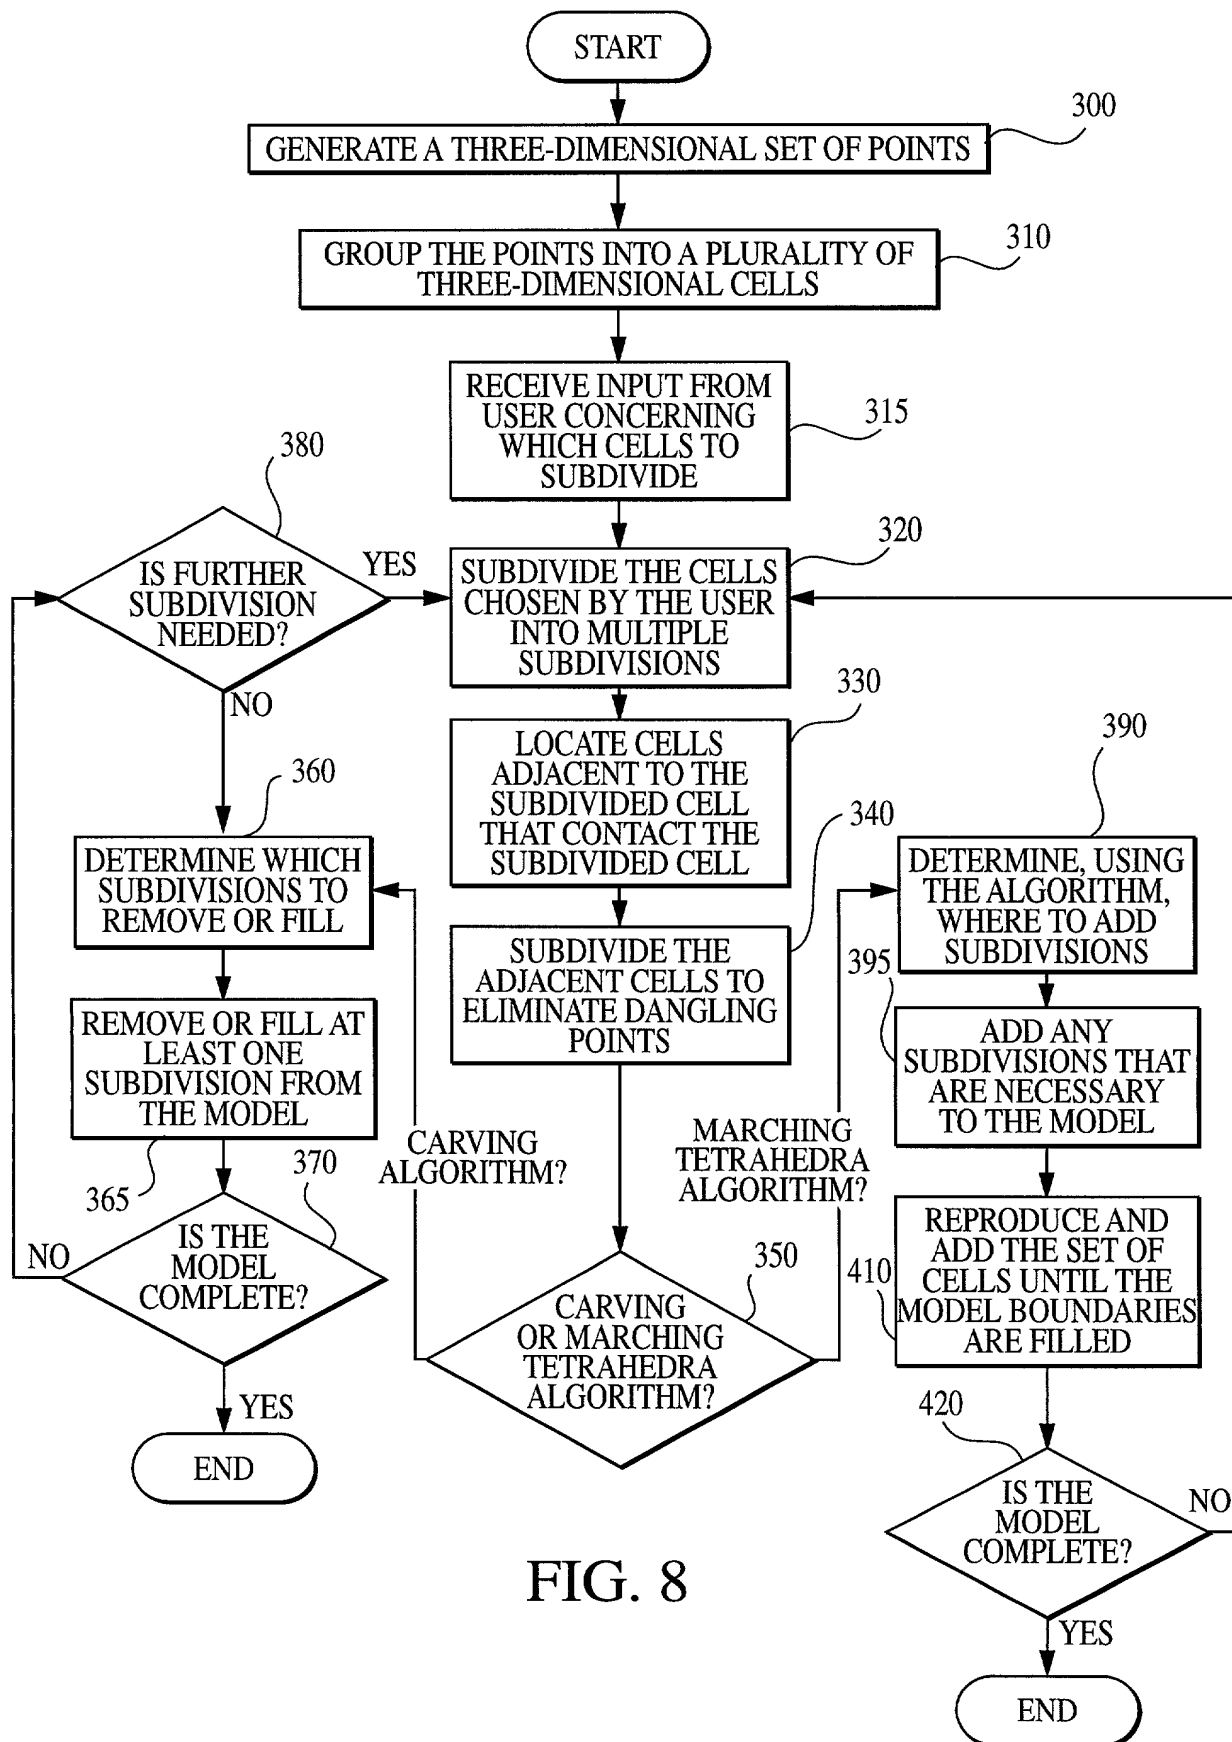 START
300
GENERATE A THREE-DIMENSIONAL SET OF POINTS
310
GROUP THE POINTS INTO A PLURALITY OF
THREE-DIMENSIONAL CELLS
RECEIVE INPUT FROM
USER CONCERNING
WHICH CELLS TO
SUBDIVIDE
315
380
IS FURTHER
SUBDIVISION
NEEDED?
YES
NO
320
SUBDIVIDE THE CELLS
CHOSEN BY THE USER
INTO MULTIPLE
SUBDIVISIONS
330
LOCATE CELLS
ADJACENT TO THE
SUBDIVIDED CELL
THAT CONTACT THE
SUBDIVIDED CELL
340
SUBDIVIDE THE
ADJACENT CELLS TO
ELIMINATE DANGLING
POINTS
360
DETERMINE WHICH
SUBDIVISIONS TO
REMOVE OR FILL
REMOVE OR FILL AT
LEAST ONE
SUBDIVISION FROM
THE MODEL
365
370
IS THE
MODEL
COMPLETE?
NO
YES
END
CARVING
ALGORITHM?
MARCHING
TETRAHEDRA
ALGORITHM?
350
CARVING
OR MARCHING
TETRAHEDRA
ALGORITHM?
390
DETERMINE, USING
THE ALGORITHM,
WHERE TO ADD
SUBDIVISIONS
395
ADD ANY
SUBDIVISIONS THAT
ARE NECESSARY
TO THE MODEL
410
REPRODUCE AND
ADD THE SET OF
CELLS UNTIL THE
MODEL BOUNDARIES
ARE FILLED
420
IS THE
MODEL
COMPLETE?
NO
YES
END
FIG. 8